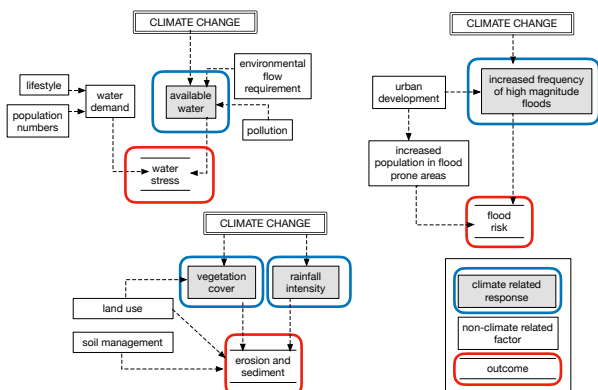 CLIMATE CHANGE
lifestyle
population
numbers
water
demand
available
water
environmental
flow
requirement
pollution
water
stress
CLIMATE CHANGE
urban
development
increased frequency
of high magnitude
floods
increased
population in flood
prone areas
flood
risk
CLIMATE CHANGE
vegetation
cover
rainfall
intensity
land use
soil management
erosion and
sediment
climate related
response
non-climate related
factor
outcome